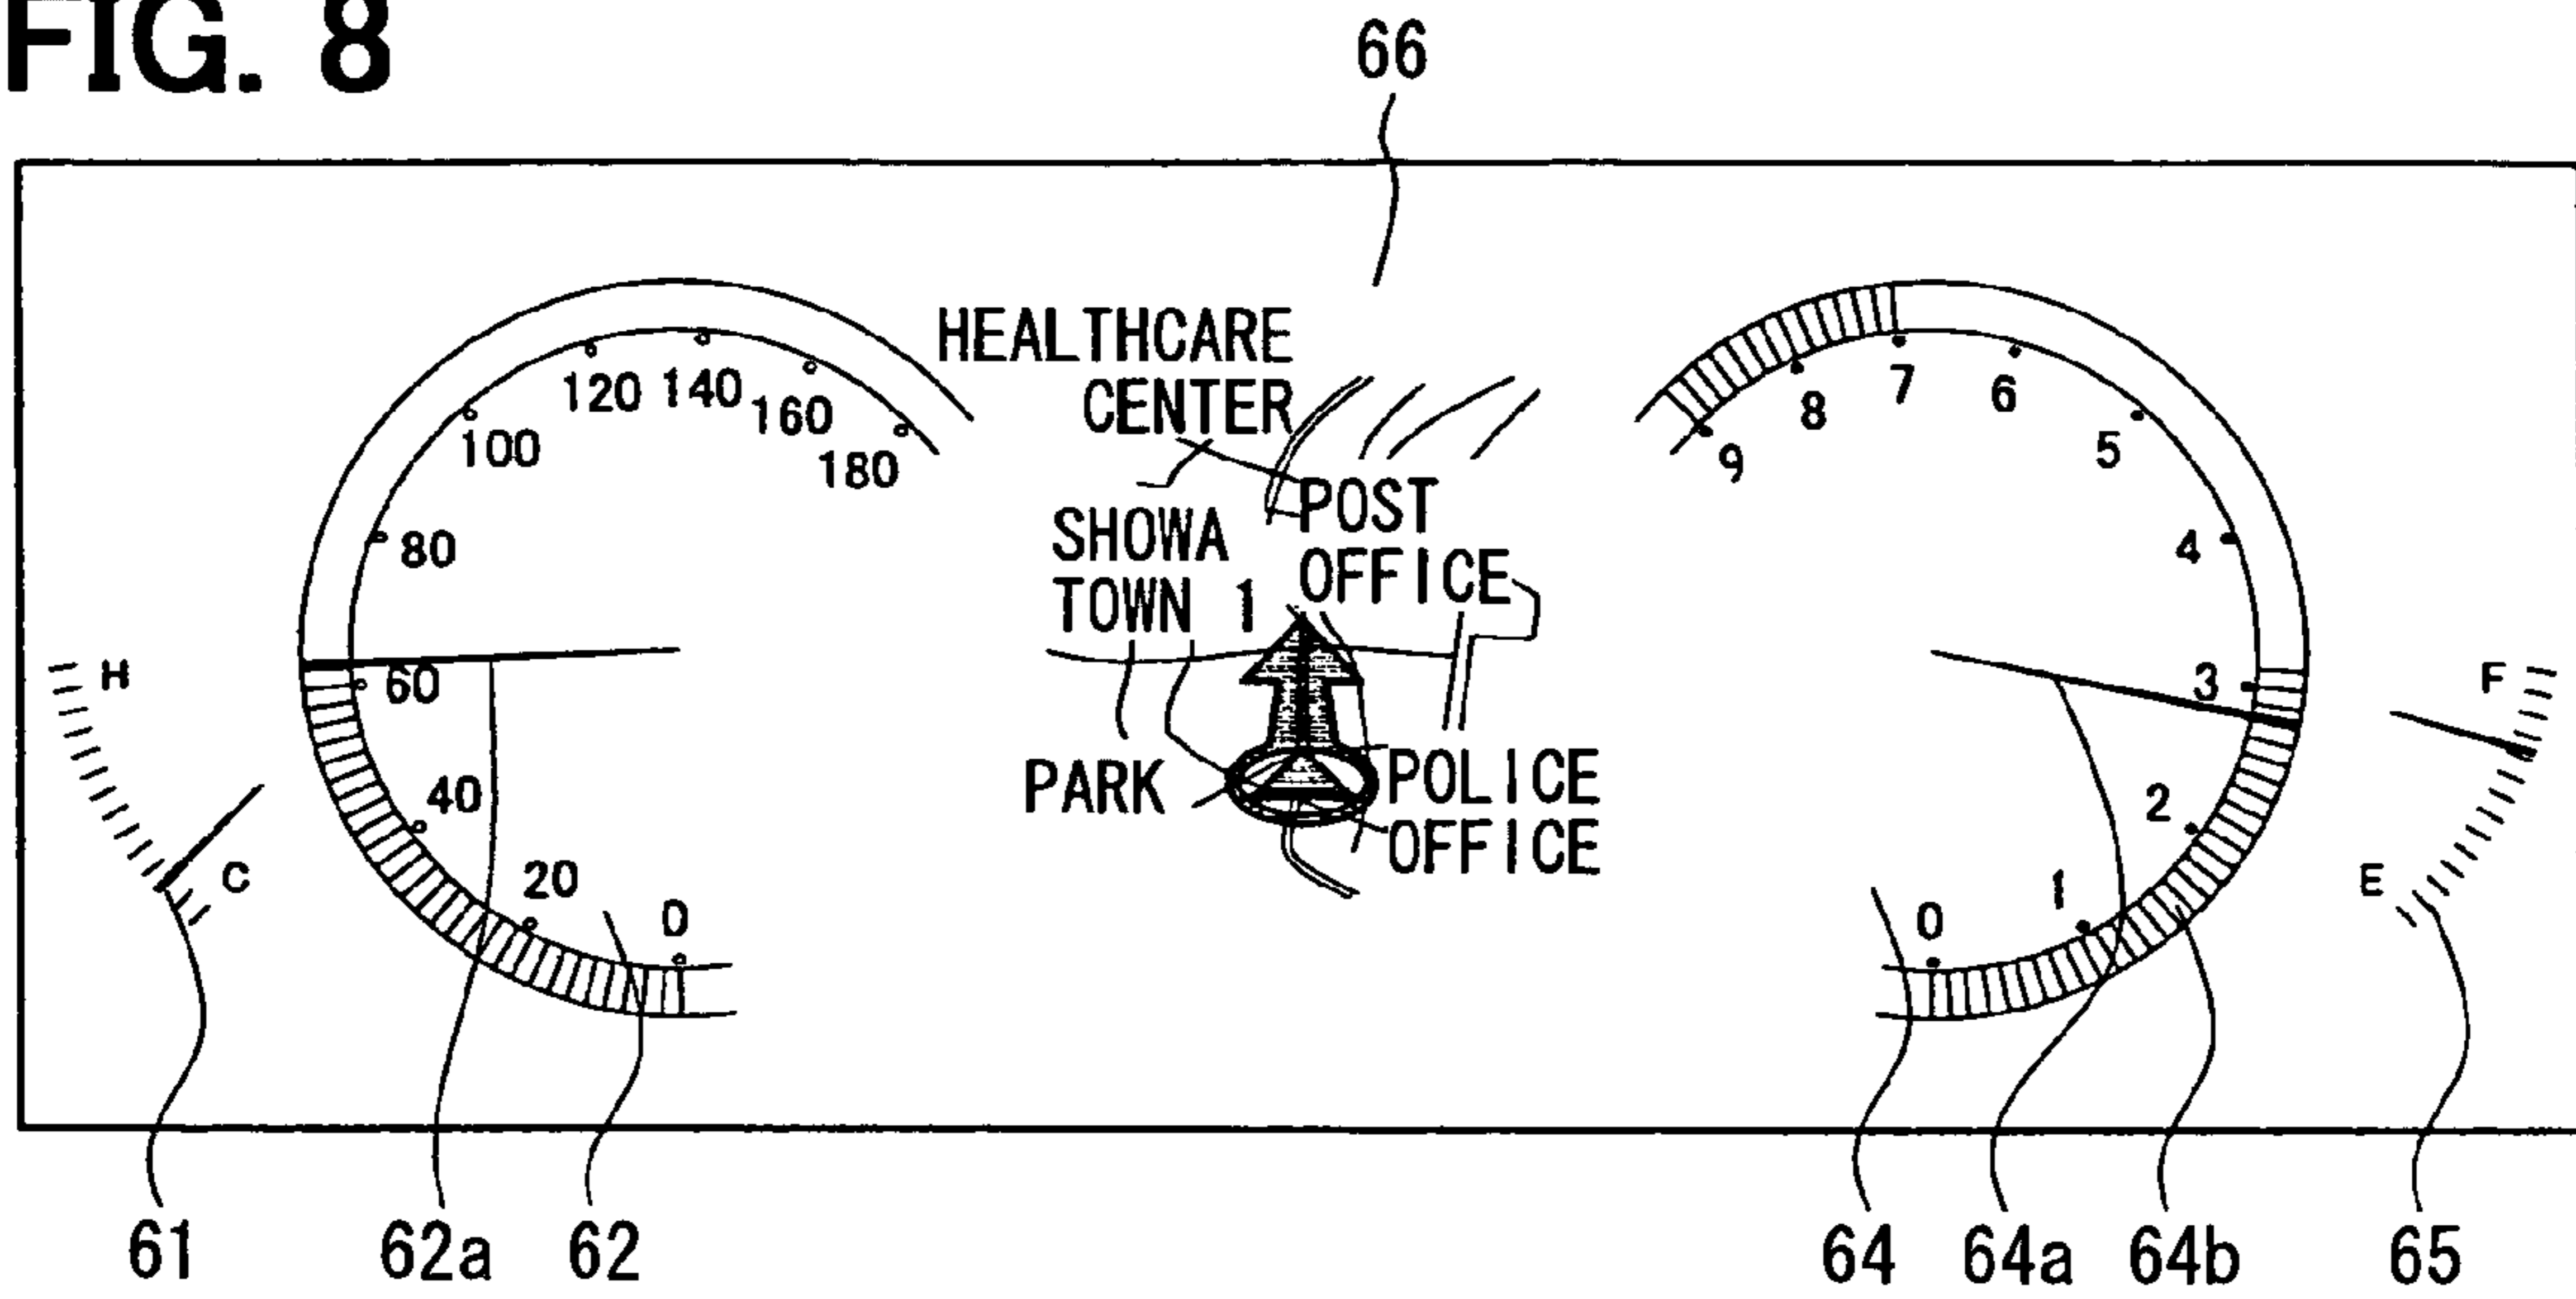 FIG. 8
66
HEALTHCARE
CENTER
POST
OFFICE
SHOWA
TOWN 1
PARK
POLICE
OFFICE
120 140 160
100 180
80
60
40
20
0
H
C
9 8 7 6
5
4
3
2
1
0
F
E
61 62a 62 64 64a 64b 65